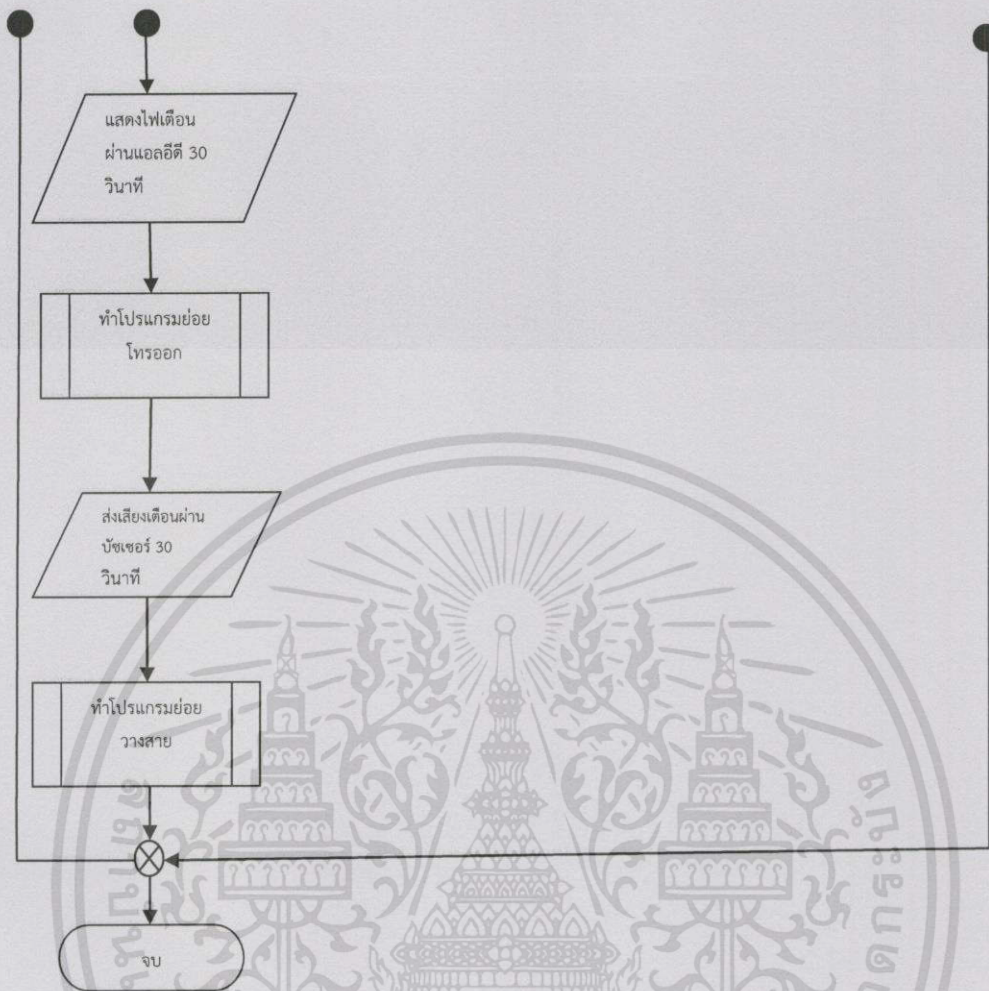 แสดงไฟเตือน
ผ่านแอลอีดี 30
วินาที
ทำโปรแกรมย่อย
โทรออก
ส่งเสียงเตือนผ่าน
บัซเซอร์ 30
วินาที
ทำโปรแกรมย่อย
วางสาย
จบ